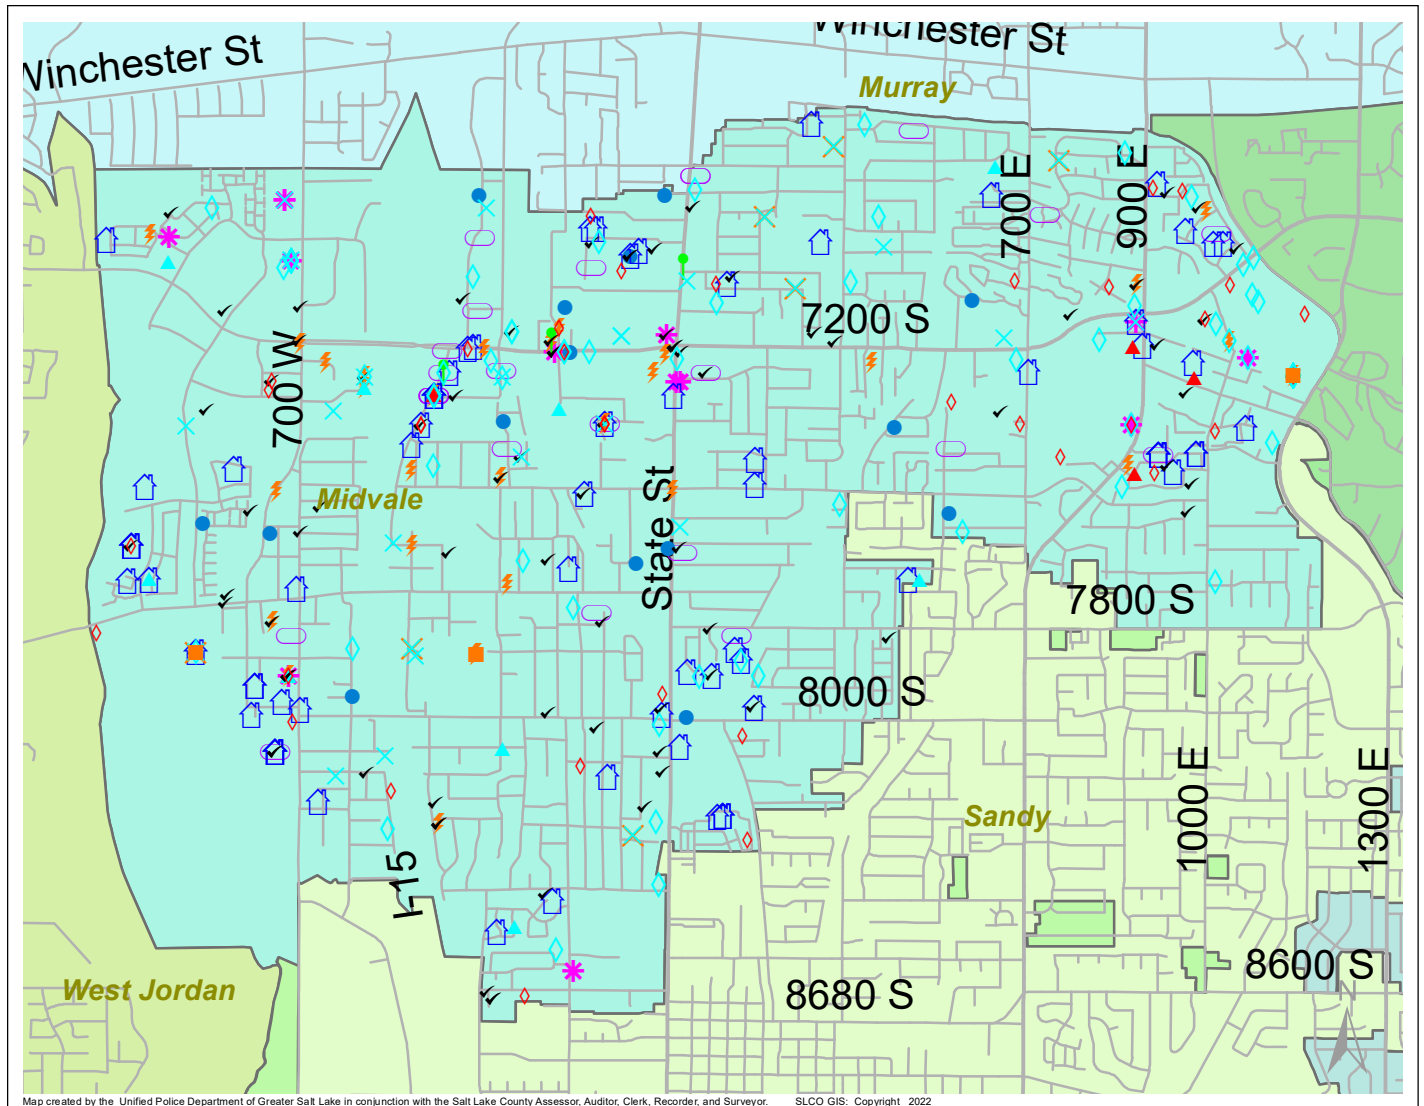 Winchester St
Winchester St
Murray
700 E
900 E
7200 S
700 W
Midvale
State St
7800 S
8000 S
Sandy
1000 E
1300 E
I-15
8600 S
West Jordan
8680 S
Map created by the Unified Police Department of Greater Salt Lake in conjunction with the Salt Lake County Assessor, Auditor, Clerk, Recorder, and Surveyor. SLCO GIS: Copyright 2022